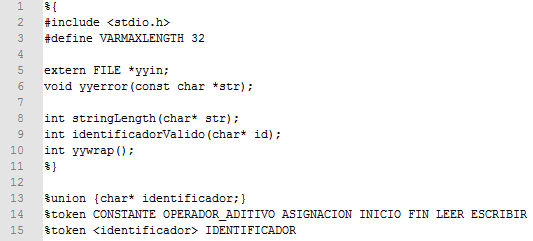 1 %{
2 #include <stdio.h>
3 #define VARMAXLENGTH 32
4
5 extern FILE *yyin;
6 void yyerror(const char *str);
7
8 int stringLength(char* str);
9 int identificadorValido(char* id);
10 int yywrap();
11 %}
12
13 %union {char* identificador;}
14 %token CONSTANTE OPERADOR_ADITIVO ASIGNACION INICIO FIN LEER ESCRIBIR
15 %token <identificador> IDENTIFICADOR